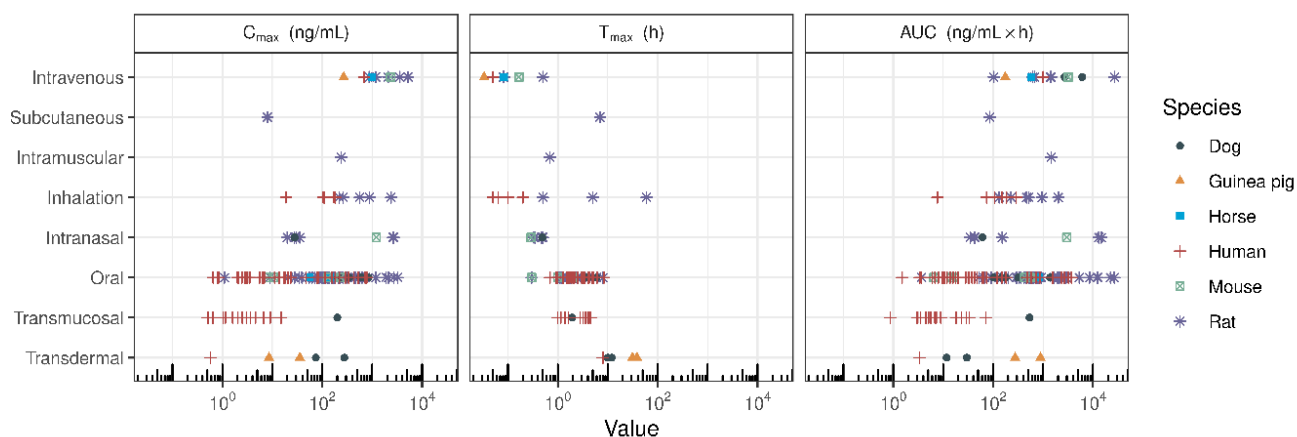 C_max (ng/mL) T_max (h) AUC (ng/mL × h)
Intravenous
Subcutaneous
Intramuscular
Inhalation
Intranasal
Oral
Transmucosal
Transdermal
10^0 10^2 10^4 10^0 10^2 10^4 10^0 10^2 10^4
Value
Species
Dog
Guinea pig
Horse
Human
Mouse
Rat